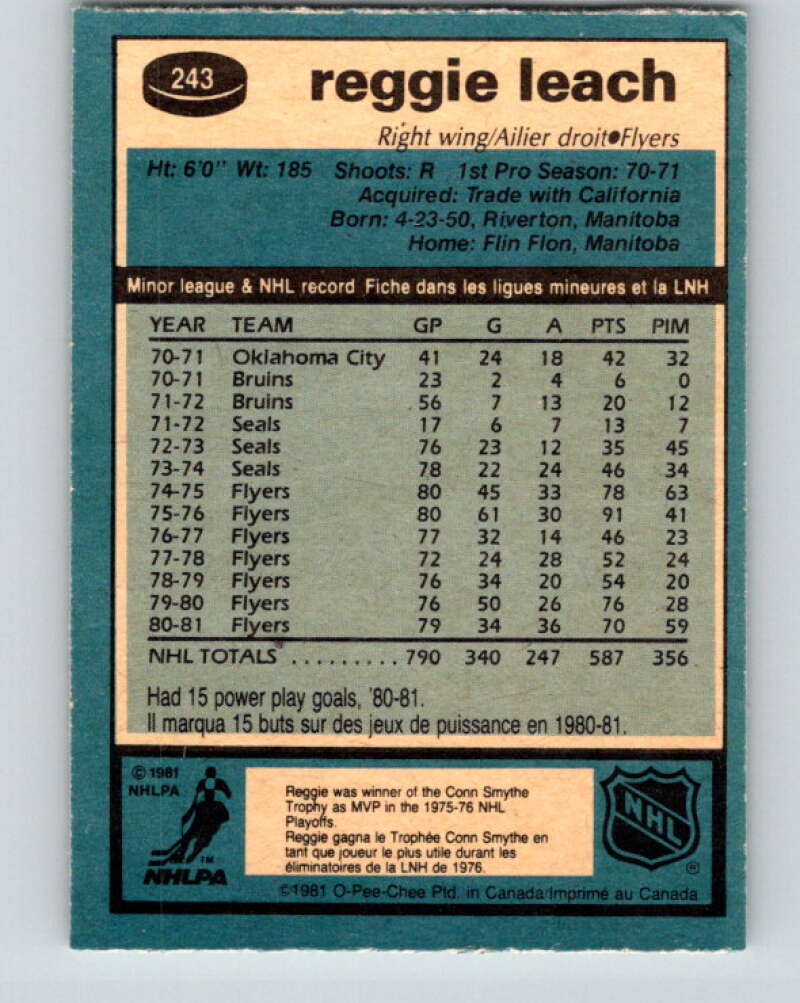 243
reggie leach
Right wing/Ailier droit•Flyers
Ht: 6'0" Wt: 185 Shoots: R 1st Pro Season: 70-71
Acquired: Trade with California
Born: 4-23-50, Riverton, Manitoba
Home: Flin Flon, Manitoba
Minor league & NHL record Fiche dans les ligues mineures et la LNH
YEAR TEAM GP G A PTS PIM
70-71 Oklahoma City 41 24 18 42 32
70-71 Bruins 23 2 4 6 0
71-72 Bruins 56 7 13 20 12
71-72 Seals 17 6 7 13 7
72-73 Seals 76 23 12 35 45
73-74 Seals 78 22 24 46 34
74-75 Flyers 80 45 33 78 63
75-76 Flyers 80 61 30 91 41
76-77 Flyers 77 32 14 46 23
77-78 Flyers 72 24 28 52 24
78-79 Flyers 76 34 20 54 20
79-80 Flyers 76 50 26 76 28
80-81 Flyers 79 34 36 70 59
NHL TOTALS ......... 790 340 247 587 356
Had 15 power play goals, '80-81.
Il marqua 15 buts sur des jeux de puissance en 1980-81.
© 1981
NHLPA
Reggie was winner of the Conn Smythe
Trophy as MVP in the 1975-76 NHL
Playoffs.
Reggie gagna le Trophée Conn Smythe en
tant que joueur le plus utile durant les
éliminatoires de la LNH de 1976.
TM
NHLPA
NHL
®
©1981 O-Pee-Chee Ptd. in Canada/Imprimé au Canada